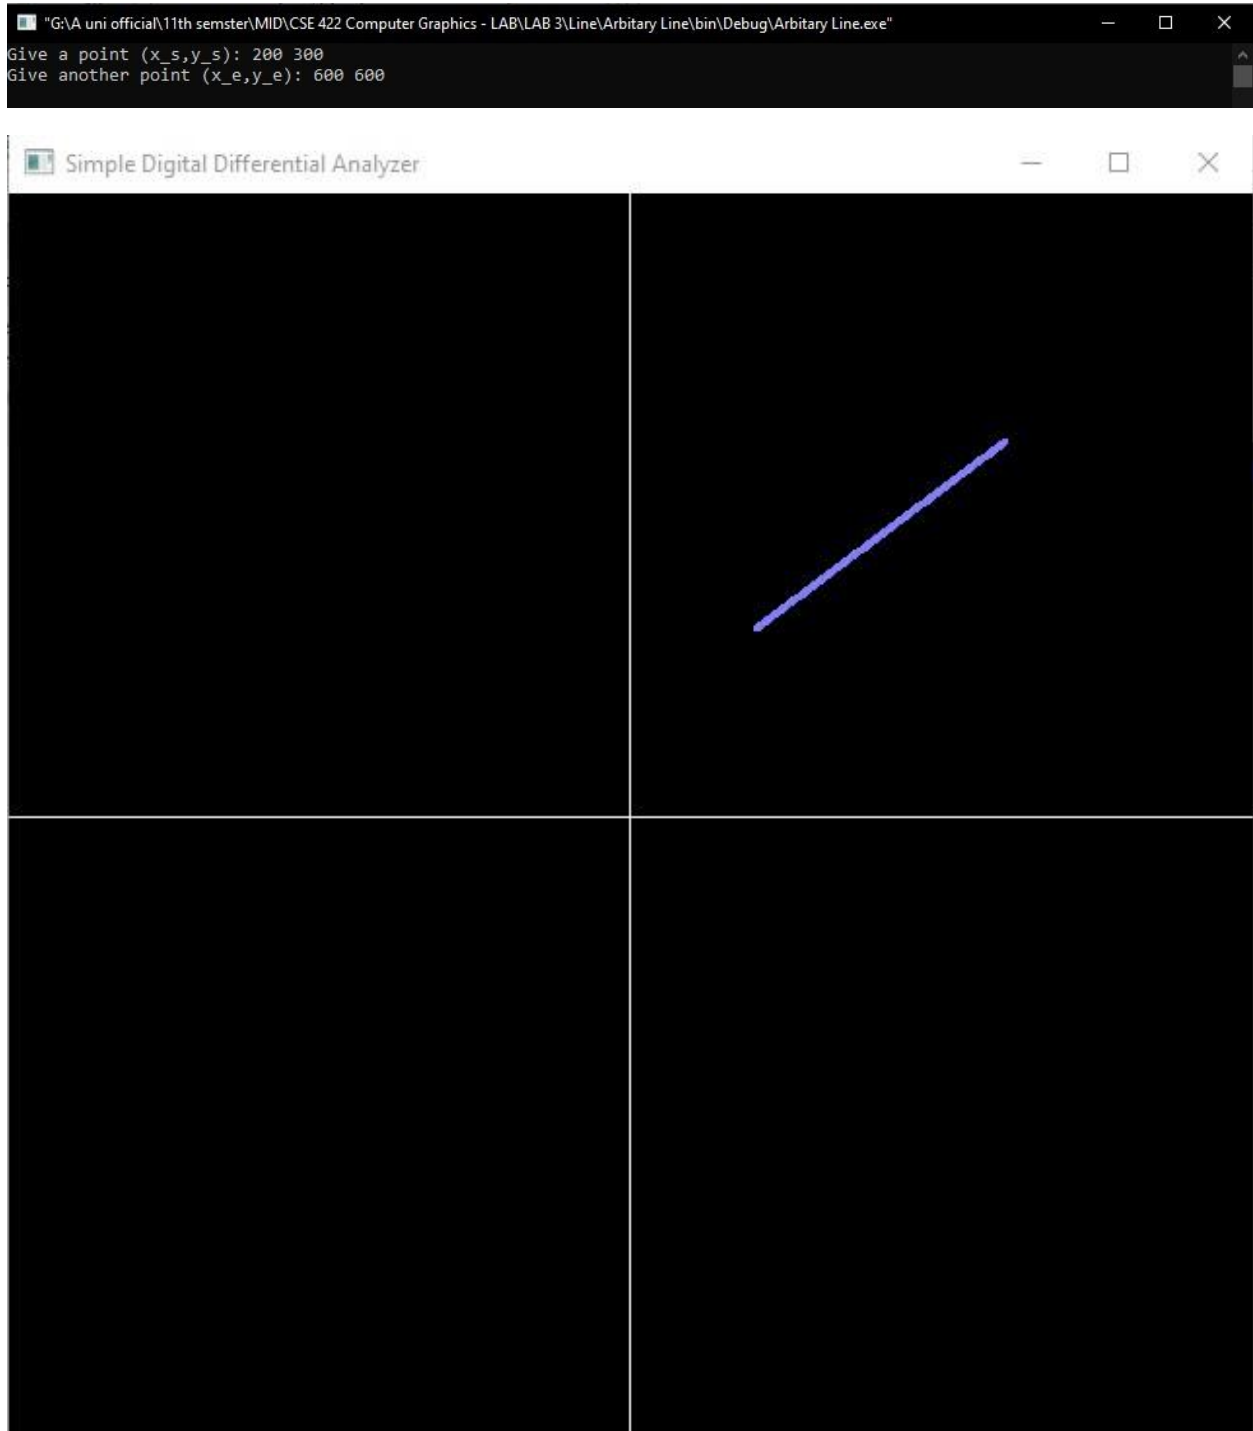 "G:\A uni official\11th semster\MID\CSE 422 Computer Graphics - LAB\LAB 3\Line\Arbitary Line\bin\Debug\Arbitary Line.exe"
Give a point (x_s,y_s): 200 300
Give another point (x_e,y_e): 600 600
Simple Digital Differential Analyzer